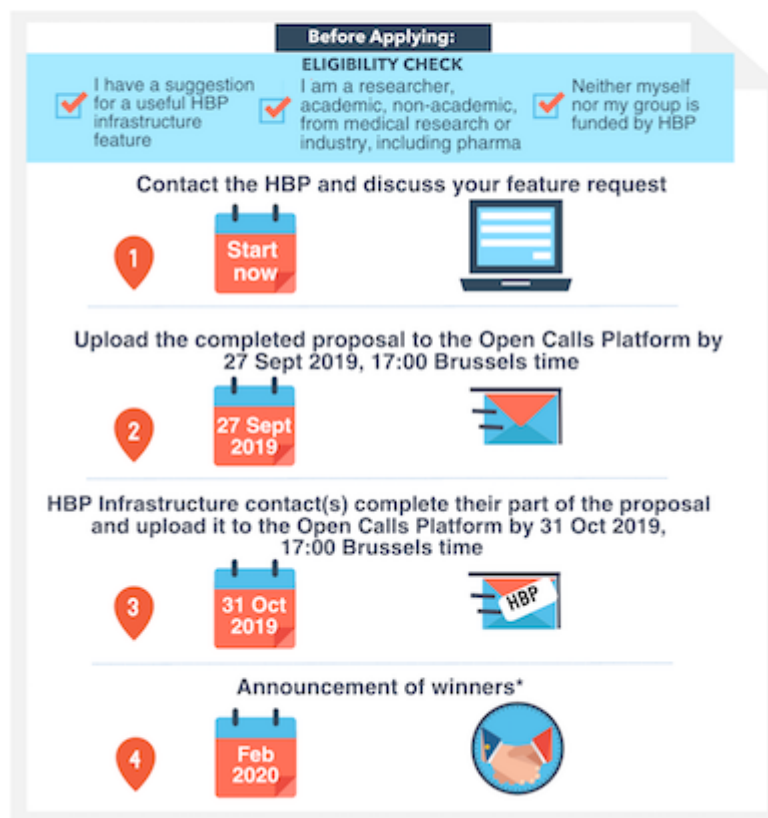 Before Applying:
ELIGIBILITY CHECK
I have a suggestion
for a useful HBP
infrastructure
feature
I am a researcher,
academic, non-academic,
from medical research or
industry, including pharma
Neither myself
nor my group is
funded by HBP
Contact the HBP and discuss your feature request
1
Start
now
Upload the completed proposal to the Open Calls Platform by
27 Sept 2019, 17:00 Brussels time
2
27 Sept
2019
HBP Infrastructure contact(s) complete their part of the proposal
and upload it to the Open Calls Platform by 31 Oct 2019,
17:00 Brussels time
3
31 Oct
2019
HBP
Announcement of winners*
4
Feb
2020